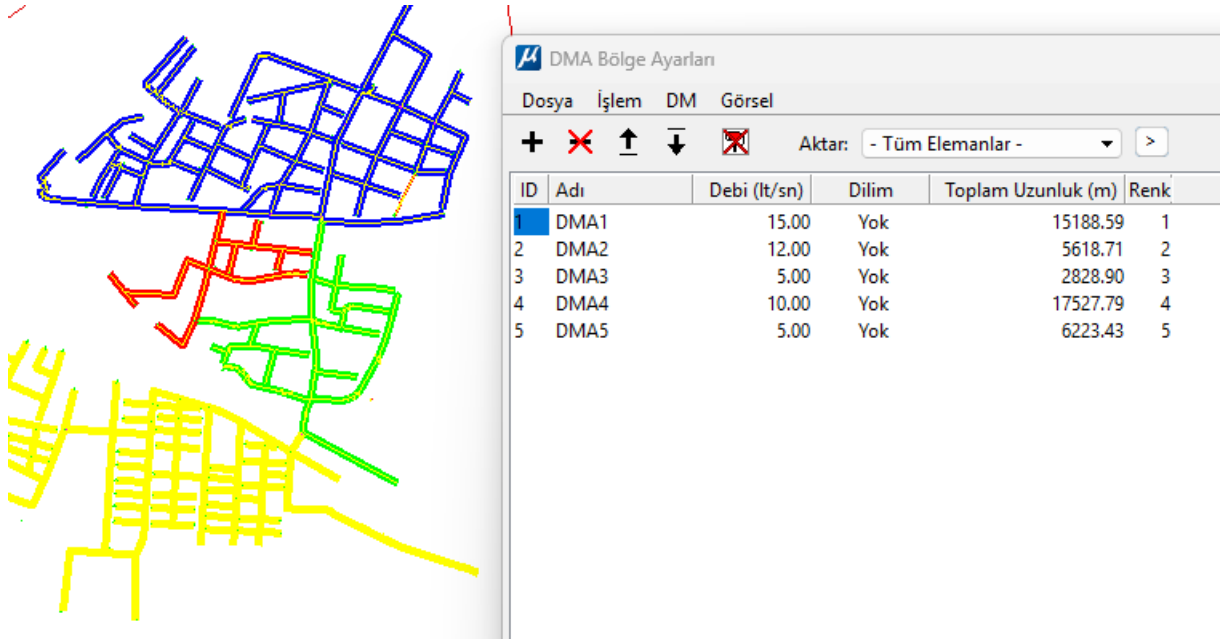 DMA Bölge Ayarları
Dosya İşlem DM Görsel
Aktar: - Tüm Elemanlar - >
ID Adı Debi (lt/sn) Dilim Toplam Uzunluk (m) Renk
1 DMA1 15.00 Yok 15188.59 1
2 DMA2 12.00 Yok 5618.71 2
3 DMA3 5.00 Yok 2828.90 3
4 DMA4 10.00 Yok 17527.79 4
5 DMA5 5.00 Yok 6223.43 5